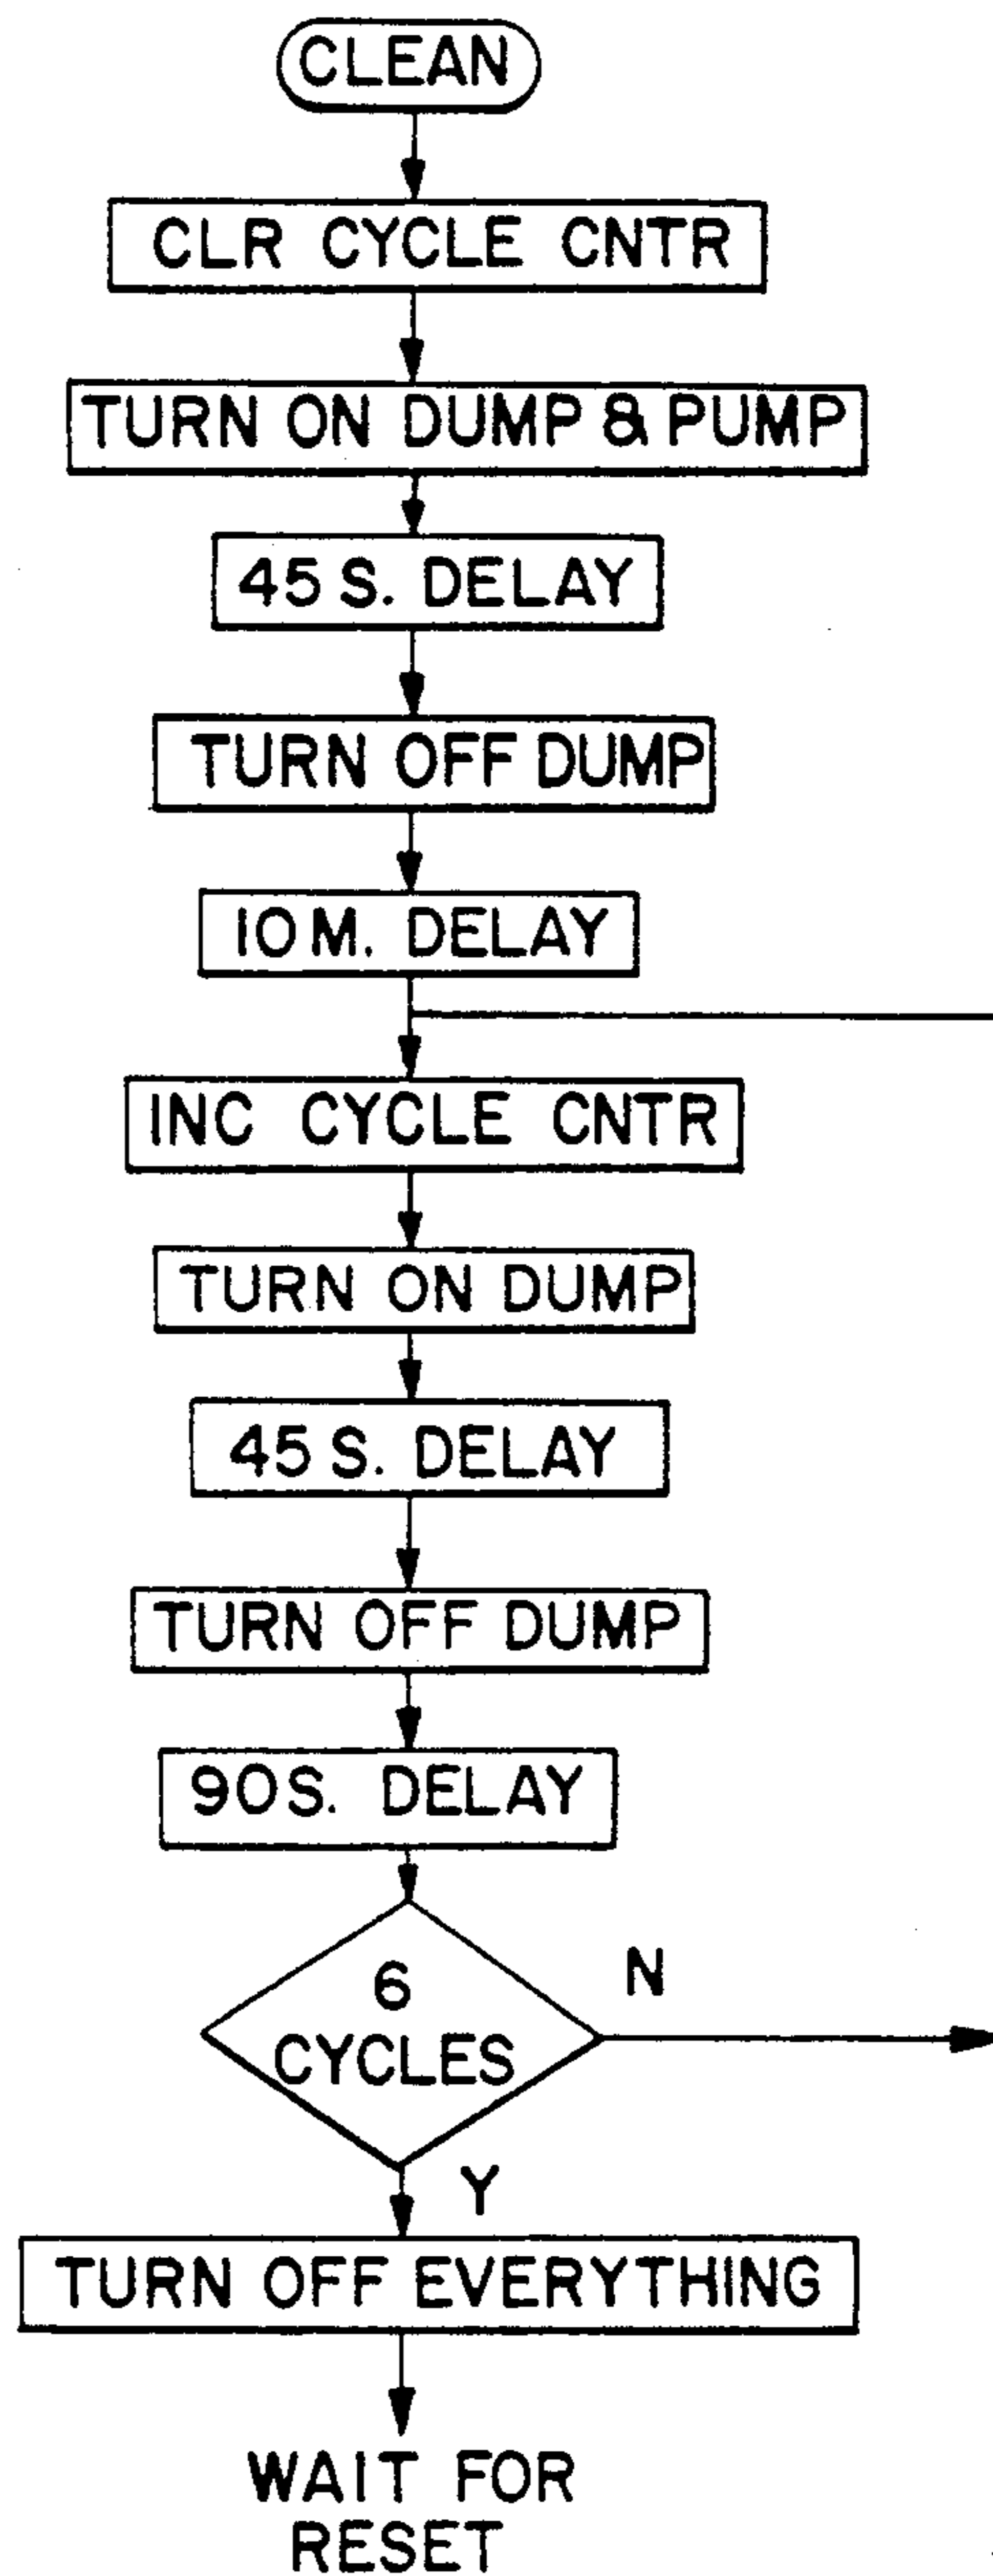 CLEAN
CLR CYCLE CNTR
TURN ON DUMP & PUMP
45 S. DELAY
TURN OFF DUMP
10 M. DELAY
INC CYCLE CNTR
TURN ON DUMP
45 S. DELAY
TURN OFF DUMP
90 S. DELAY
6
CYCLES
N
Y
TURN OFF EVERYTHING
WAIT FOR
RESET